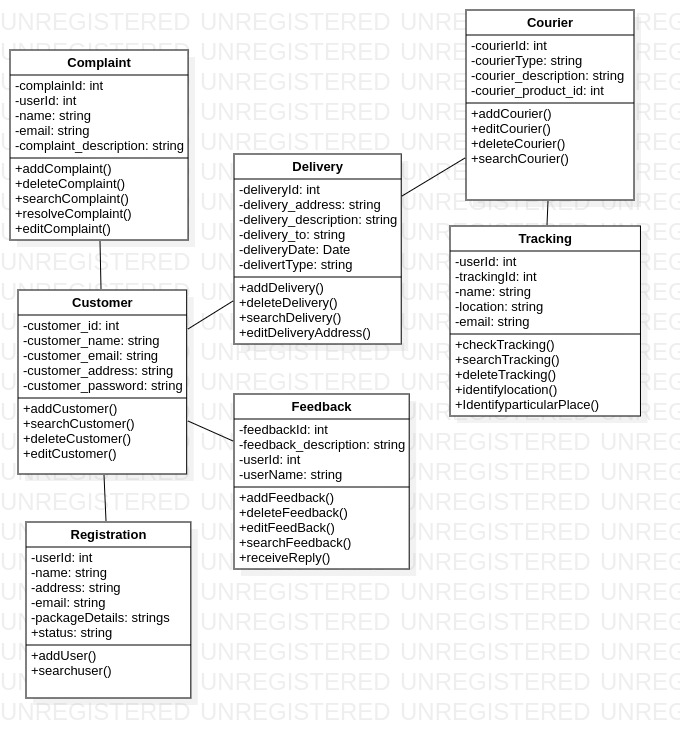 Complaint
-complainId: int
-userId: int
-name: string
-email: string
-complaint_description: string
+addComplaint()
+deleteComplaint()
+searchComplaint()
+resolveComplaint()
+editComplaint()
Customer
-customer_id: int
-customer_name: string
-customer_email: string
-customer_address: string
-customer_password: string
+addCustomer()
+searchCustomer()
+deleteCustomer()
+editCustomer()
Registration
-userId: int
-name: string
-address: string
-email: string
-packageDetails: strings
+status: string
+addUser()
+searchuser()
Delivery
-deliveryId: int
-delivery_address: string
-delivery_description: string
-delivery_to: string
-deliveryDate: Date
-delivertType: string
+addDelivery()
+deleteDelivery()
+searchDelivery()
+editDeliveryAddress()
Feedback
-feedbackId: int
-feedback_description: string
-userId: int
-userName: string
+addFeedback()
+deleteFeedback()
+editFeedBack()
+searchFeedback()
+receiveReply()
Courier
-courierId: int
-courierType: string
-courier_description: string
-courier_product_id: int
+addCourier()
+editCourier()
+deleteCourier()
+searchCourier()
Tracking
-userId: int
-trackingId: int
-name: string
-location: string
-email: string
+checkTracking()
+searchTracking()
+deleteTracking()
+identifylocation()
+IdentifyparticularPlace()
UNREGISTERED